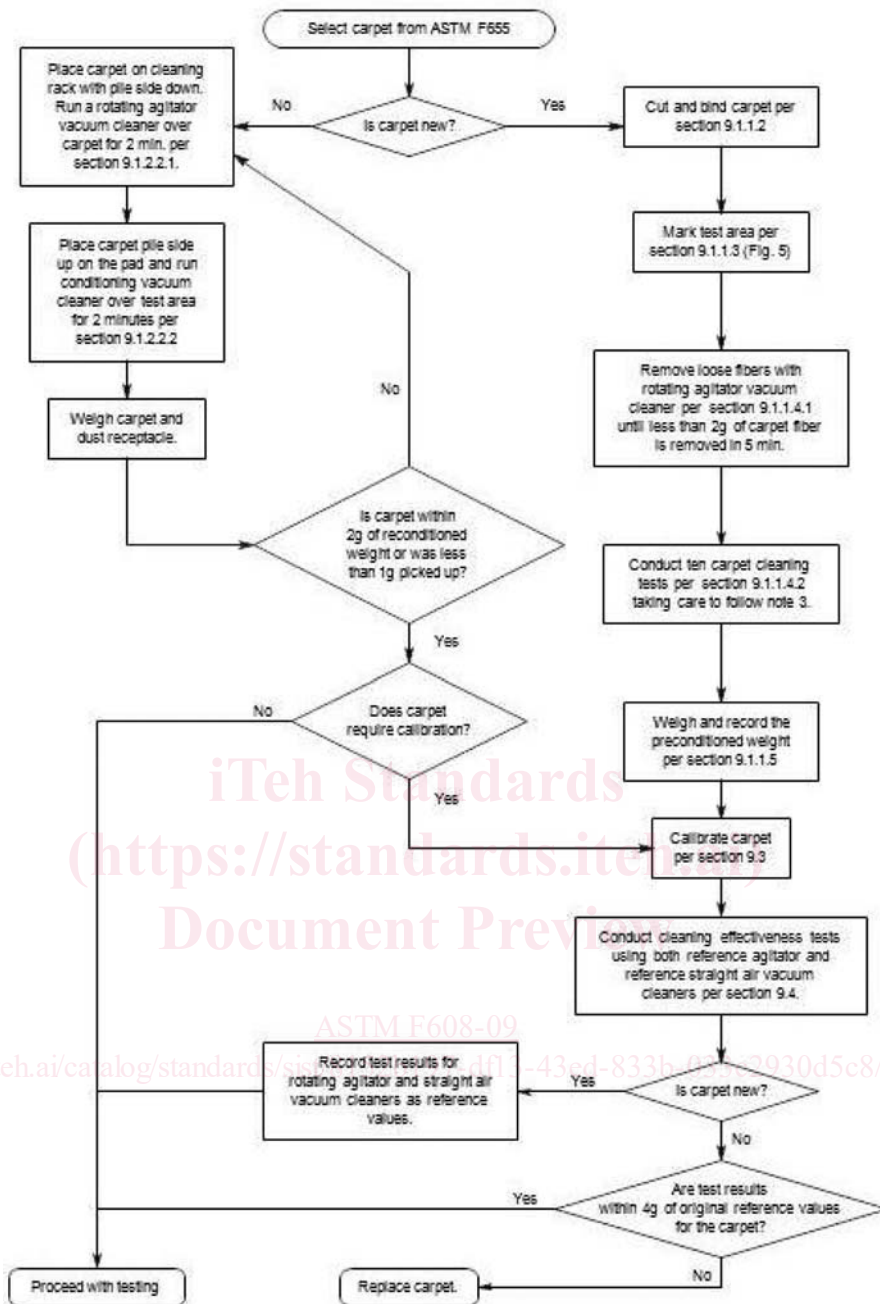 Select carpet from ASTM F655
Place carpet on cleaning
rack with pile side down.
Run a rotating agitator
vacuum cleaner over
carpet for 2 min. per
section 9.1.2.2.1.
No
Is carpet new?
Yes
Cut and bind carpet per
section 9.1.1.2
Mark test area per
section 9.1.1.3 (Fig. 5)
Place carpet pile side
up on the pad and run
conditioning vacuum
cleaner over test area
for 2 minutes per
section 9.1.2.2.2
No
Remove loose fibers with
rotating agitator vacuum
cleaner per section 9.1.1.4.1
until less than 2g of carpet fiber
is removed in 5 min.
Weigh carpet and
dust receptacle.
Is carpet within
2g of reconditioned
weight or was less
than 1g picked up?
Conduct ten carpet cleaning
tests per section 9.1.1.4.2
taking care to follow note 3.
Yes
No
Does carpet
require calibration?
Weigh and record the
preconditioned weight
per section 9.1.1.5
Yes
iTeh Standards
(https://standards.iteh.ai)
Document Preview
Calibrate carpet
per section 9.3
Conduct cleaning effectiveness tests
using both reference agitator and
reference straight air vacuum
cleaners per section 9.4.
ASTM F608-09
Record test results for
rotating agitator and straight air
vacuum cleaners as reference
values.
Yes
Is carpet new?
No
Yes
Are test results
within 4g of original reference values
for the carpet?
No
Proceed with testing
Replace carpet.